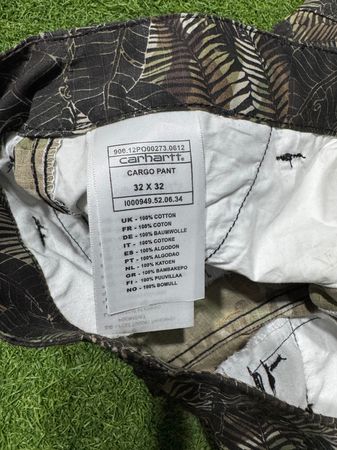 900.12PO00273.0612
carhartt
CARGO PANT
32 X 32
I000949.52.06.34
UK - 100% COTTON
FR - 100% COTON
DE - 100% BAUMWOLLE
IT - 100% COTONE
ES - 100% ALGODON
PT - 100% ALGODAO
NL - 100% KATOEN
GR - 100% BAMBAKEPO
FI - 100% PUUVILLAA
NO - 100% BOMULL